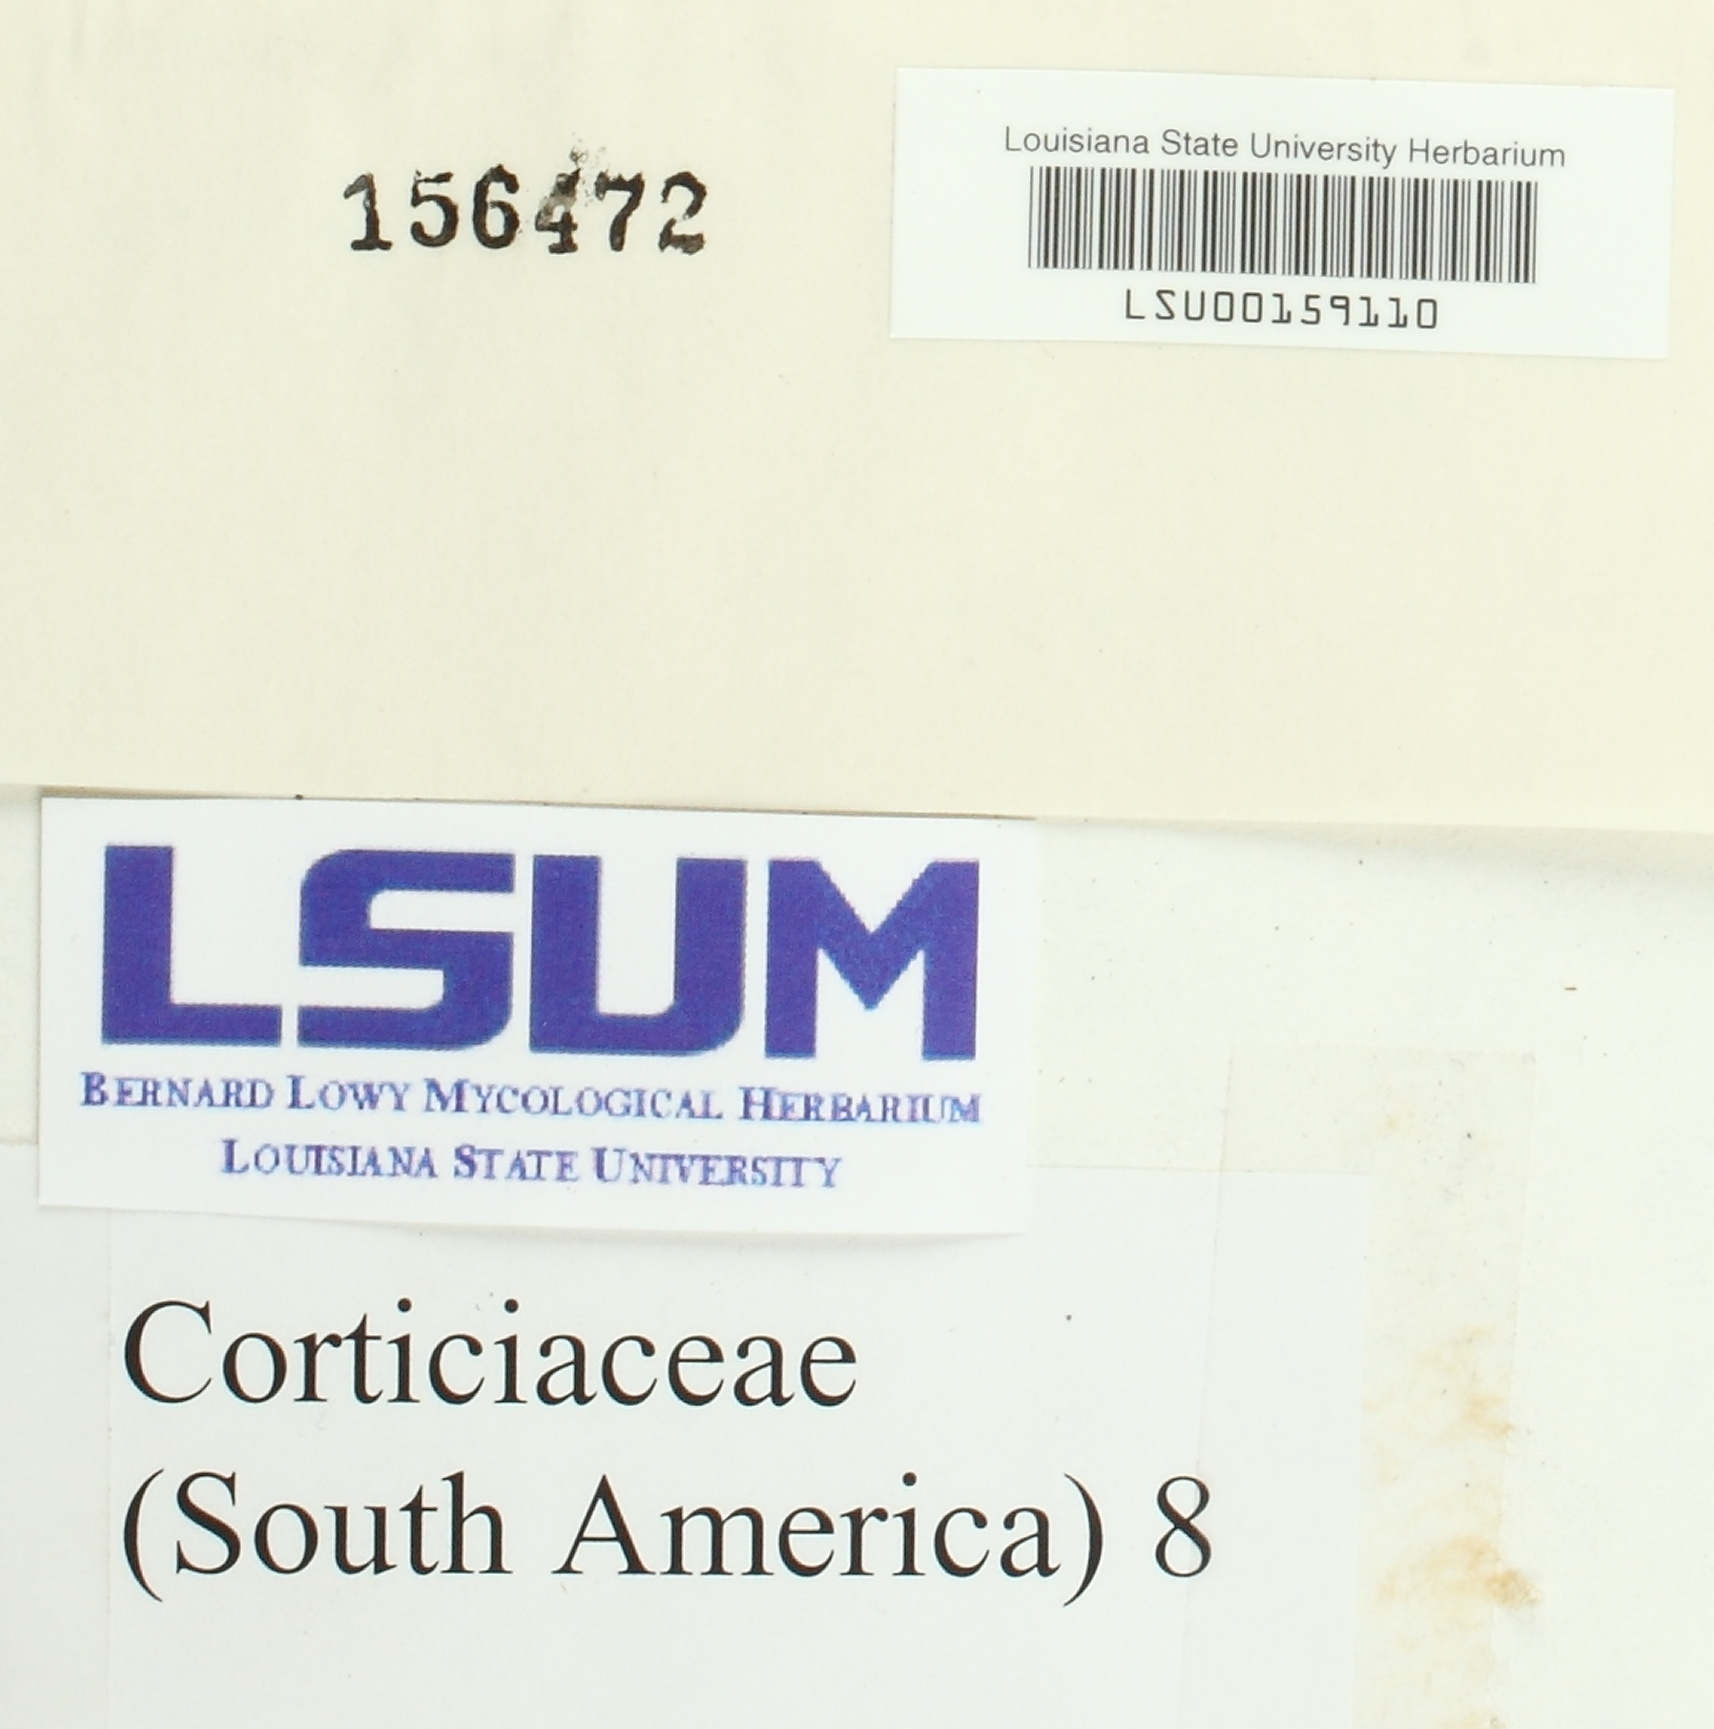 156472
Louisiana State University Herbarium
LSU00159110
LSUM
BERNARD LOWY MYCOLOGICAL HERBARIUM
LOUISIANA STATE UNIVERSITY
Corticiaceae
(South America) 8